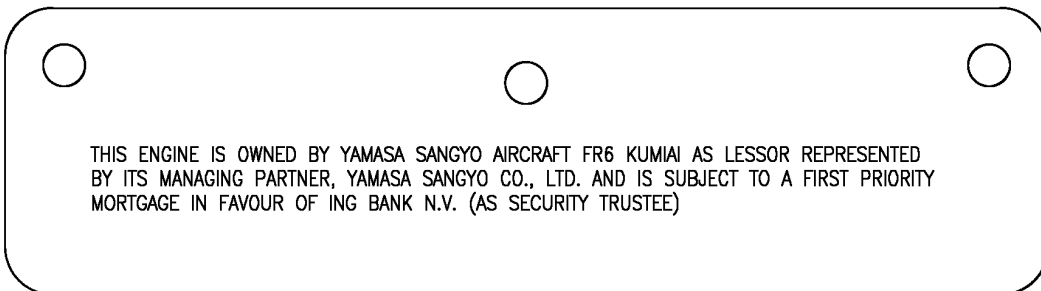 THIS ENGINE IS OWNED BY YAMASA SANGYO AIRCRAFT FR6 KUMIAI AS LESSOR REPRESENTED
BY ITS MANAGING PARTNER, YAMASA SANGYO CO., LTD. AND IS SUBJECT TO A FIRST PRIORITY
MORTGAGE IN FAVOUR OF ING BANK N.V. (AS SECURITY TRUSTEE)